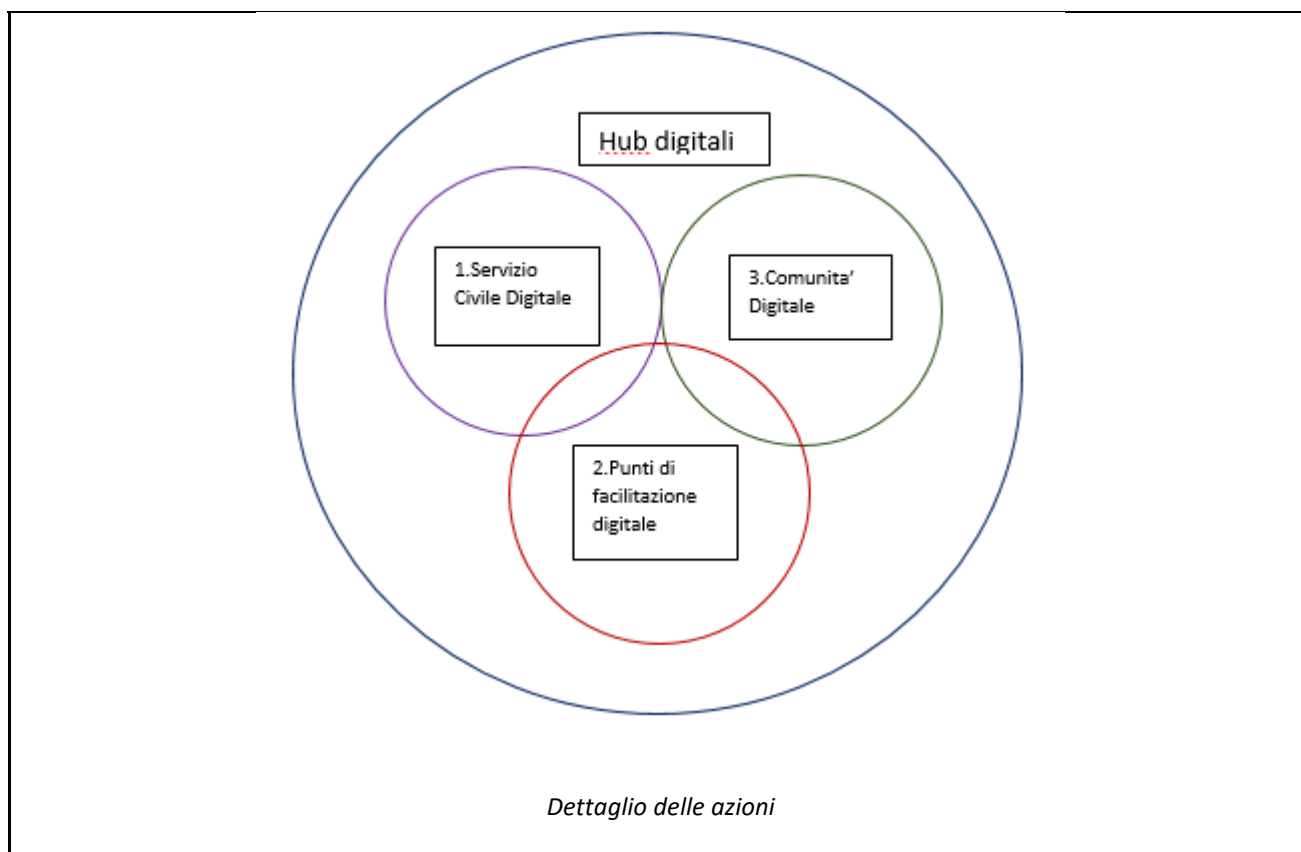 Hub digitali
1.Servizio
Civile Digitale
3.Comunita’
Digitale
2.Punti di
facilitazione
digitale
Dettaglio delle azioni